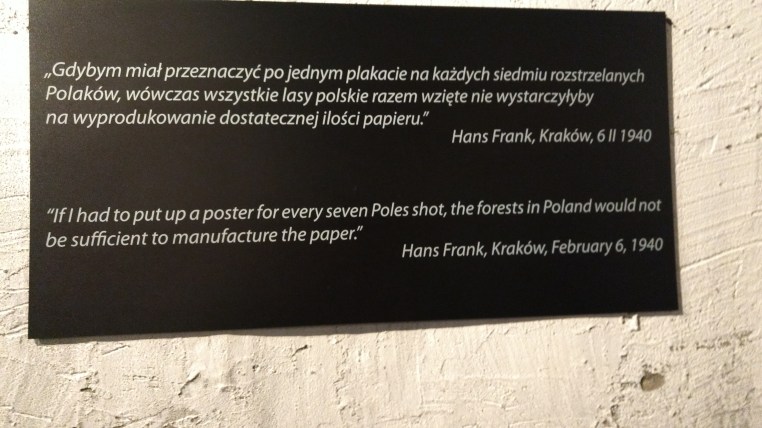 „Gdybym miał przeznaczyć po jednym plakacie na każdych siedmiu rozstrzelanych
Polaków, wówczas wszystkie lasy polskie razem wzięte nie wystarczyłyby
na wyprodukowanie dostatecznej ilości papieru.”
Hans Frank, Kraków, 6 II 1940
“If I had to put up a poster for every seven Poles shot, the forests in Poland would not
be sufficient to manufacture the paper.”
Hans Frank, Kraków, February 6, 1940